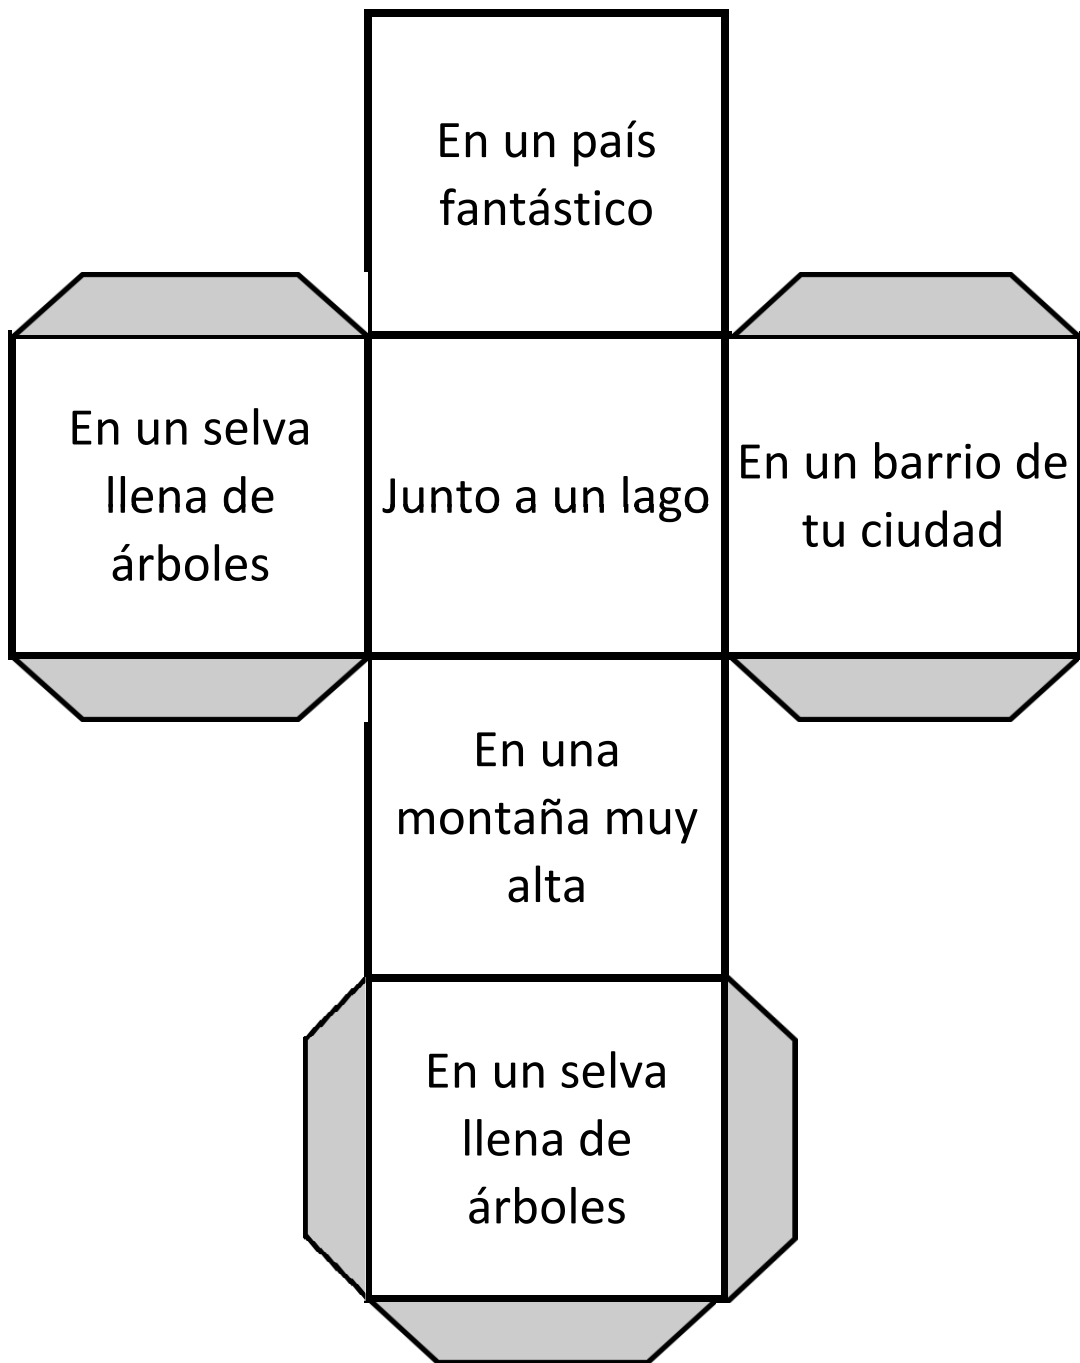 En un país
fantástico
En un selva
llena de
árboles
Junto a un lago
En un barrio de
tu ciudad
En una
montaña muy
alta
En un selva
llena de
árboles